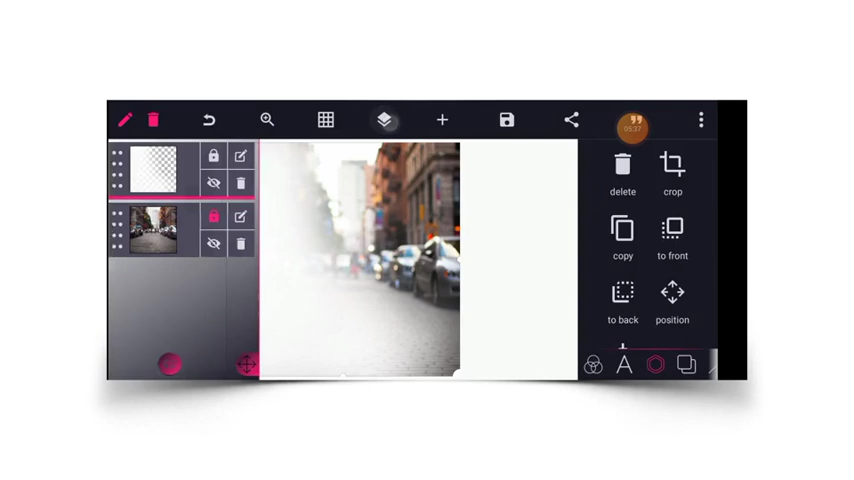 05:37
delete
crop
copy
to front
to back
position
A